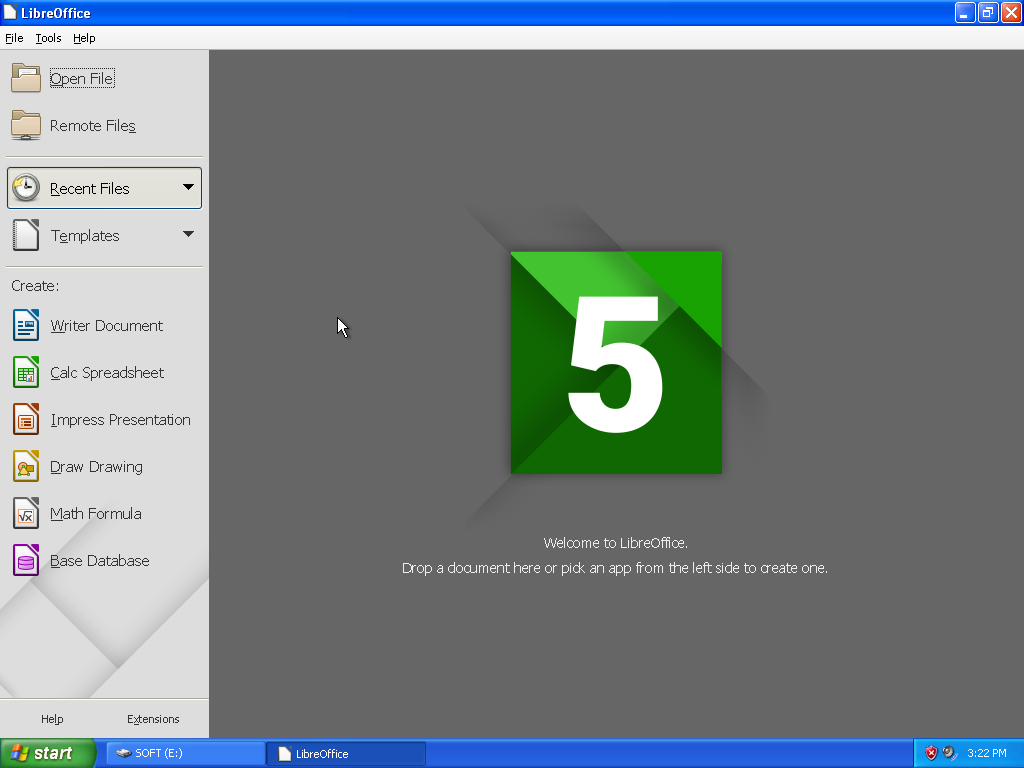 LibreOffice
File Tools Help
Open File
Remote Files
Recent Files
Templates
Create:
Writer Document
Calc Spreadsheet
Impress Presentation
Draw Drawing
Math Formula
Base Database
Help Extensions
5
Welcome to LibreOffice.
Drop a document here or pick an app from the left side to create one.
start SOFT (E:) LibreOffice 3:22 PM